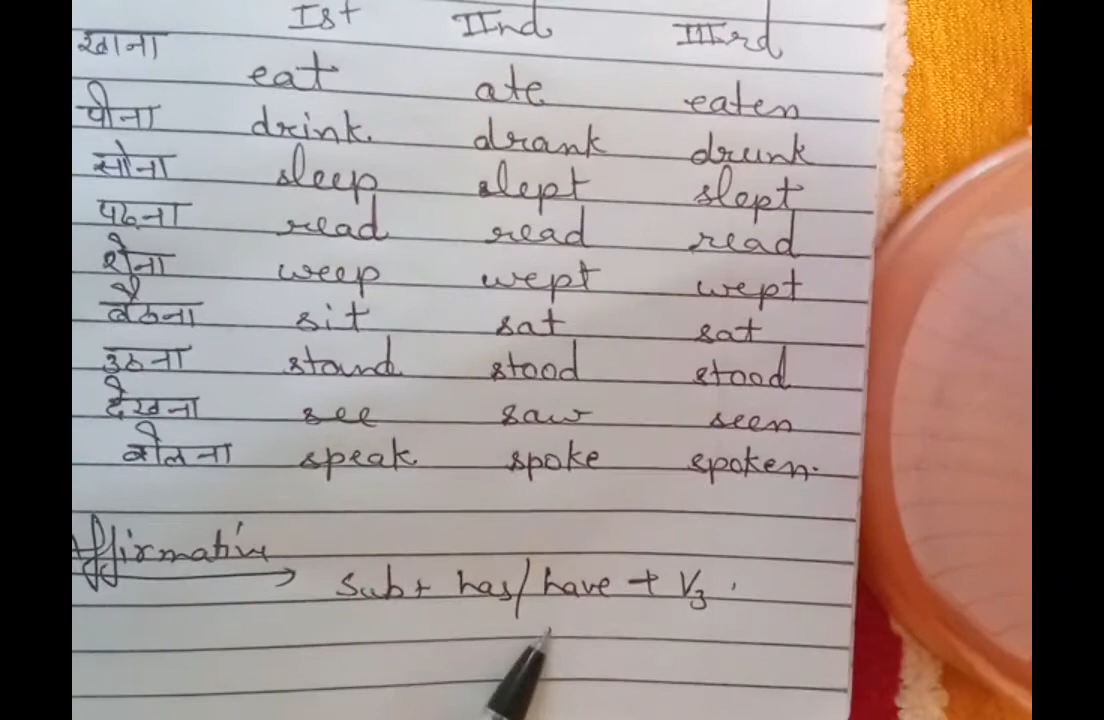 Ist IInd IIIrd
खाना eat ate eaten
पीना drink. drank drunk
सोना sleep slept slept
पढना read read read
रोना weep wept wept
बैठना sit sat sat
उठना stand stood stood
देखना see saw seen
बोलना speak spoke spoken.
Affirmative
→ Sub+ has/have + V3.